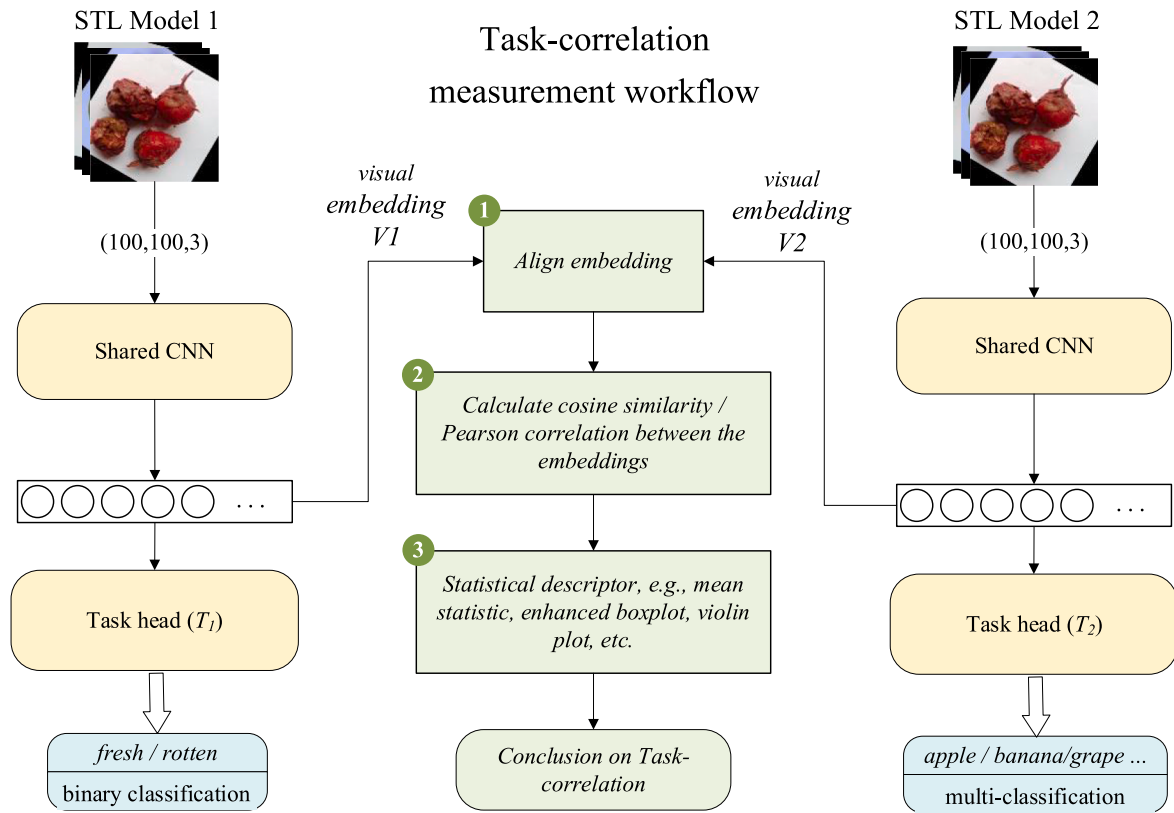 STL Model 1
Task-correlation
measurement workflow
STL Model 2
(100,100,3)
Shared CNN
. . .
Task head (T1)
fresh / rotten
binary classification
visual
embedding
V1
visual
embedding
V2
1
Align embedding
2
Calculate cosine similarity /
Pearson correlation between the
embeddings
3
Statistical descriptor, e.g., mean
statistic, enhanced boxplot, violin
plot, etc.
Conclusion on Task-
correlation
(100,100,3)
Shared CNN
. . .
Task head (T2)
apple / banana/grape ...
multi-classification